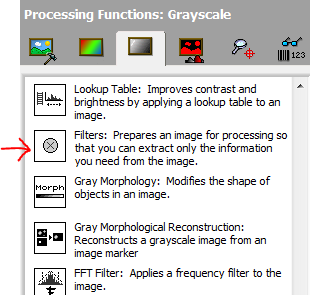 Processing Functions: Grayscale
123
Lookup Table: Improves contrast and
brightness by applying a lookup table to an
image.
Filters: Prepares an image for processing so
that you can extract only the information
you need from the image.
Morph
Gray Morphology: Modifies the shape of
objects in an image.
Gray Morphological Reconstruction:
Reconstructs a grayscale image from an
image marker
FFT Filter: Applies a frequency filter to the
image.